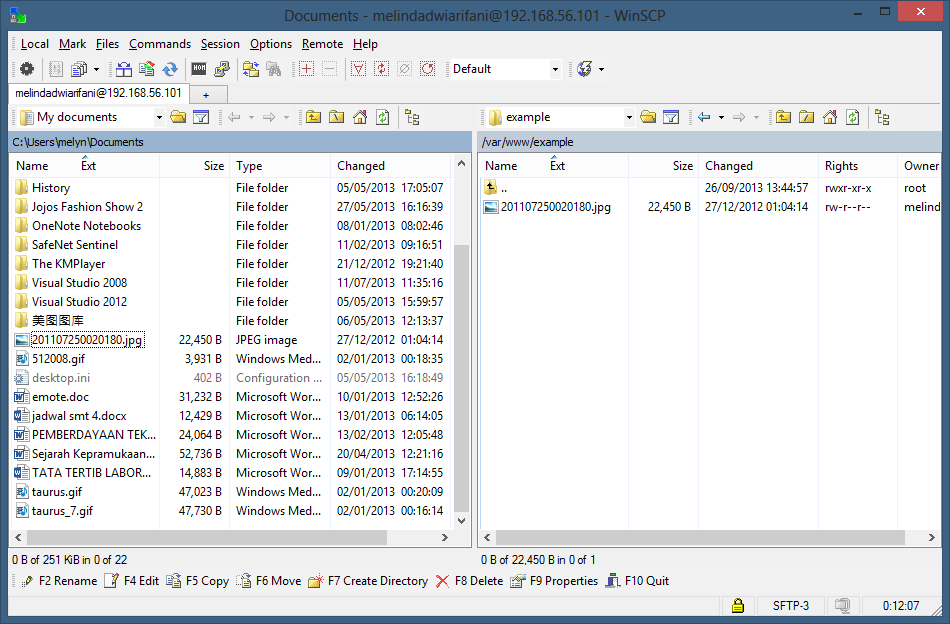 Documents - melindadwiarifani@192.168.56.101 - WinSCP
Local Mark Files Commands Session Options Remote Help
Default
melindadwiarifani@192.168.56.101 +
My documents example
C:\Users\melyn\Documents /var/www/example
Name Ext Size Type Changed Name Ext Size Changed Rights Owner
History File folder 05/05/2013 17:05:07 .. 26/09/2013 13:44:57 rwxr-xr-x root
Jojos Fashion Show 2 File folder 27/05/2013 16:16:39 201107250020180.jpg 22,450 B 27/12/2012 01:04:14 rw-r--r-- melind
OneNote Notebooks File folder 08/01/2013 08:02:46
SafeNet Sentinel File folder 11/02/2013 09:16:51
The KMPlayer File folder 21/12/2012 19:21:40
Visual Studio 2008 File folder 11/07/2013 11:35:16
Visual Studio 2012 File folder 05/05/2013 15:59:57
美图图库 File folder 06/05/2013 12:13:37
201107250020180.jpg 22,450 B JPEG image 27/12/2012 01:04:14
512008.gif 3,931 B Windows Med... 02/01/2013 00:18:35
desktop.ini 402 B Configuration ... 05/05/2013 16:18:49
emote.doc 31,232 B Microsoft Wor... 10/01/2013 12:52:26
jadwal smt 4.docx 12,429 B Microsoft Wor... 13/01/2013 06:14:05
PEMBERDAYAAN TEK... 24,064 B Microsoft Wor... 13/02/2013 12:05:48
Sejarah Kepramukaan... 52,736 B Microsoft Wor... 20/04/2013 12:21:16
TATA TERTIB LABOR... 14,883 B Microsoft Wor... 09/01/2013 17:14:55
taurus.gif 47,023 B Windows Med... 02/01/2013 00:20:09
taurus_7.gif 47,730 B Windows Med... 02/01/2013 00:16:14
0 B of 251 KiB in 0 of 22 0 B of 22,450 B in 0 of 1
F2 Rename F4 Edit F5 Copy F6 Move F7 Create Directory F8 Delete F9 Properties F10 Quit
SFTP-3 0:12:07